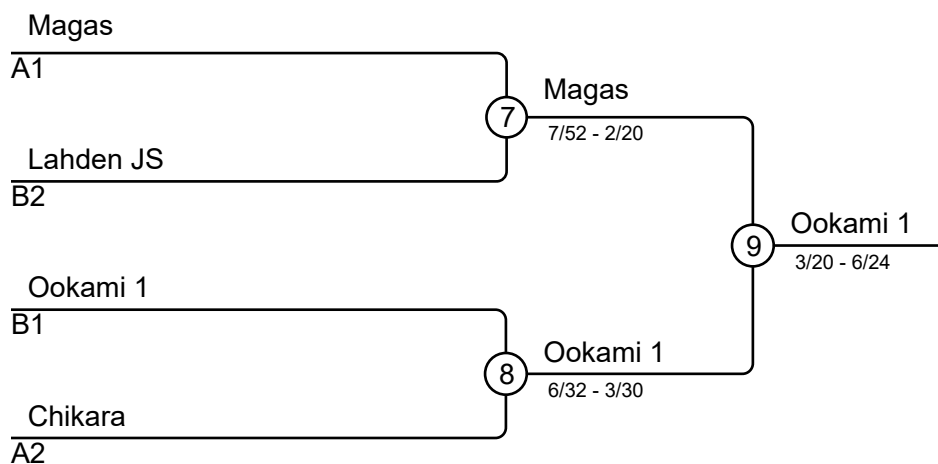 Magas
A1
7
Magas
7/52 - 2/20
Lahden JS
B2
9
Ookami 1
3/20 - 6/24
Ookami 1
B1
8
Ookami 1
6/32 - 3/30
Chikara
A2